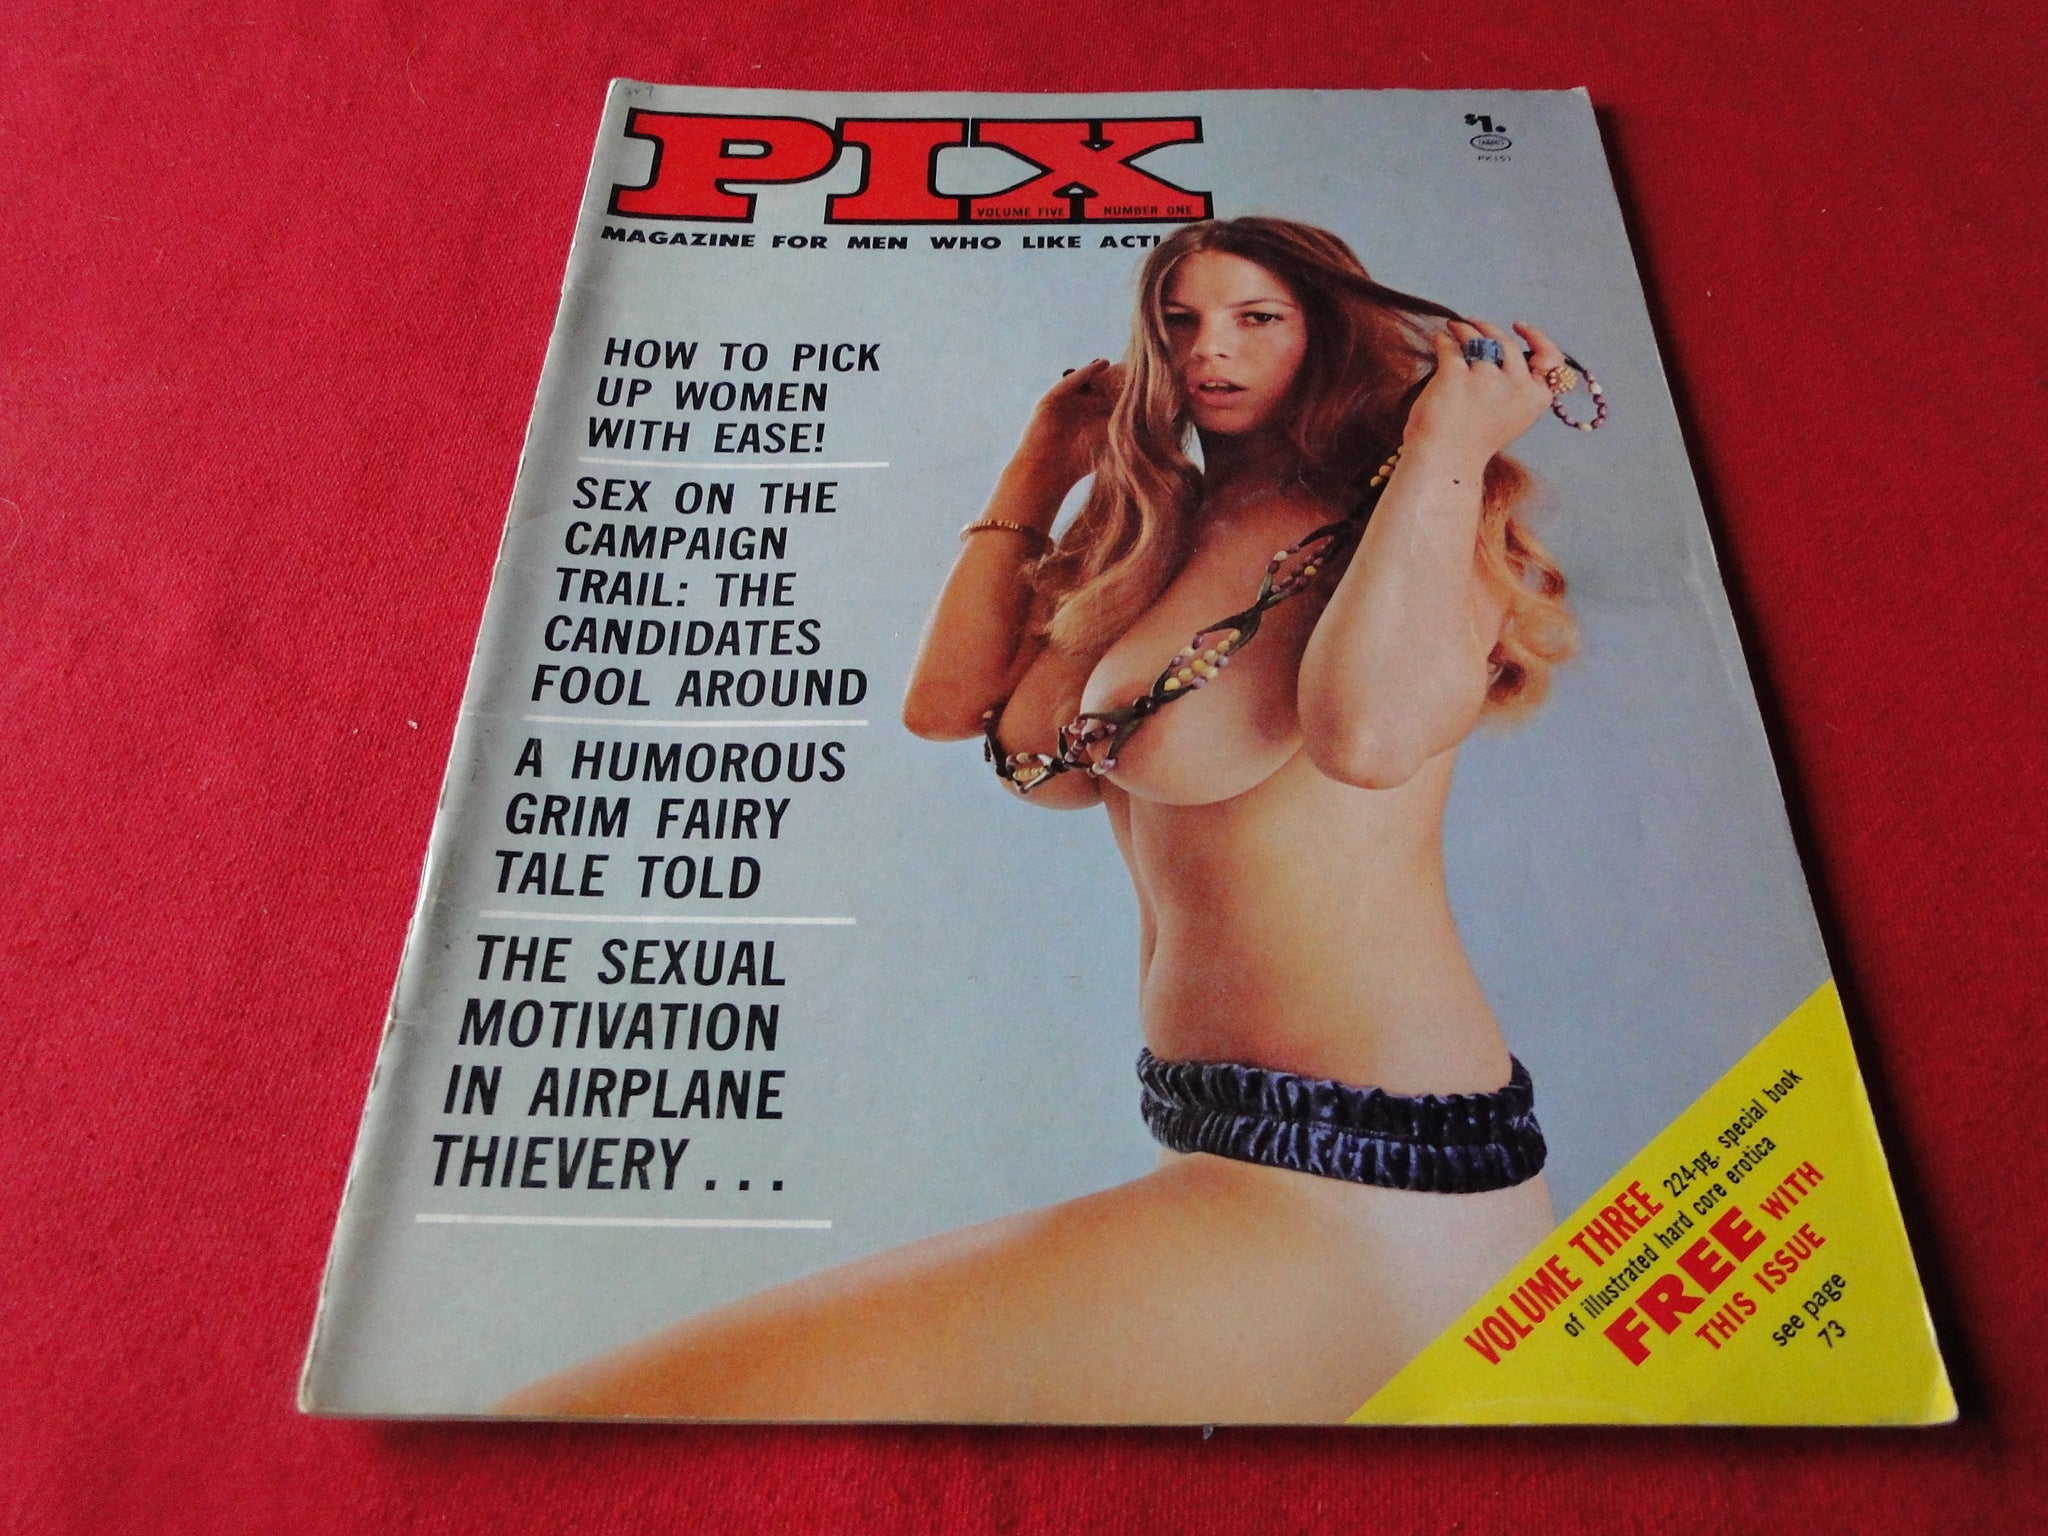 PIX
$1.
VOLUME FIVE NUMBER ONE
MAGAZINE FOR MEN WHO LIKE ACTI
HOW TO PICK
UP WOMEN
WITH EASE!
SEX ON THE
CAMPAIGN
TRAIL: THE
CANDIDATES
FOOL AROUND
A HUMOROUS
GRIM FAIRY
TALE TOLD
THE SEXUAL
MOTIVATION
IN AIRPLANE
THIEVERY...
VOLUME THREE 224-pg. special book
of illustrated hard core erotica
FREE WITH
THIS ISSUE
see page
73